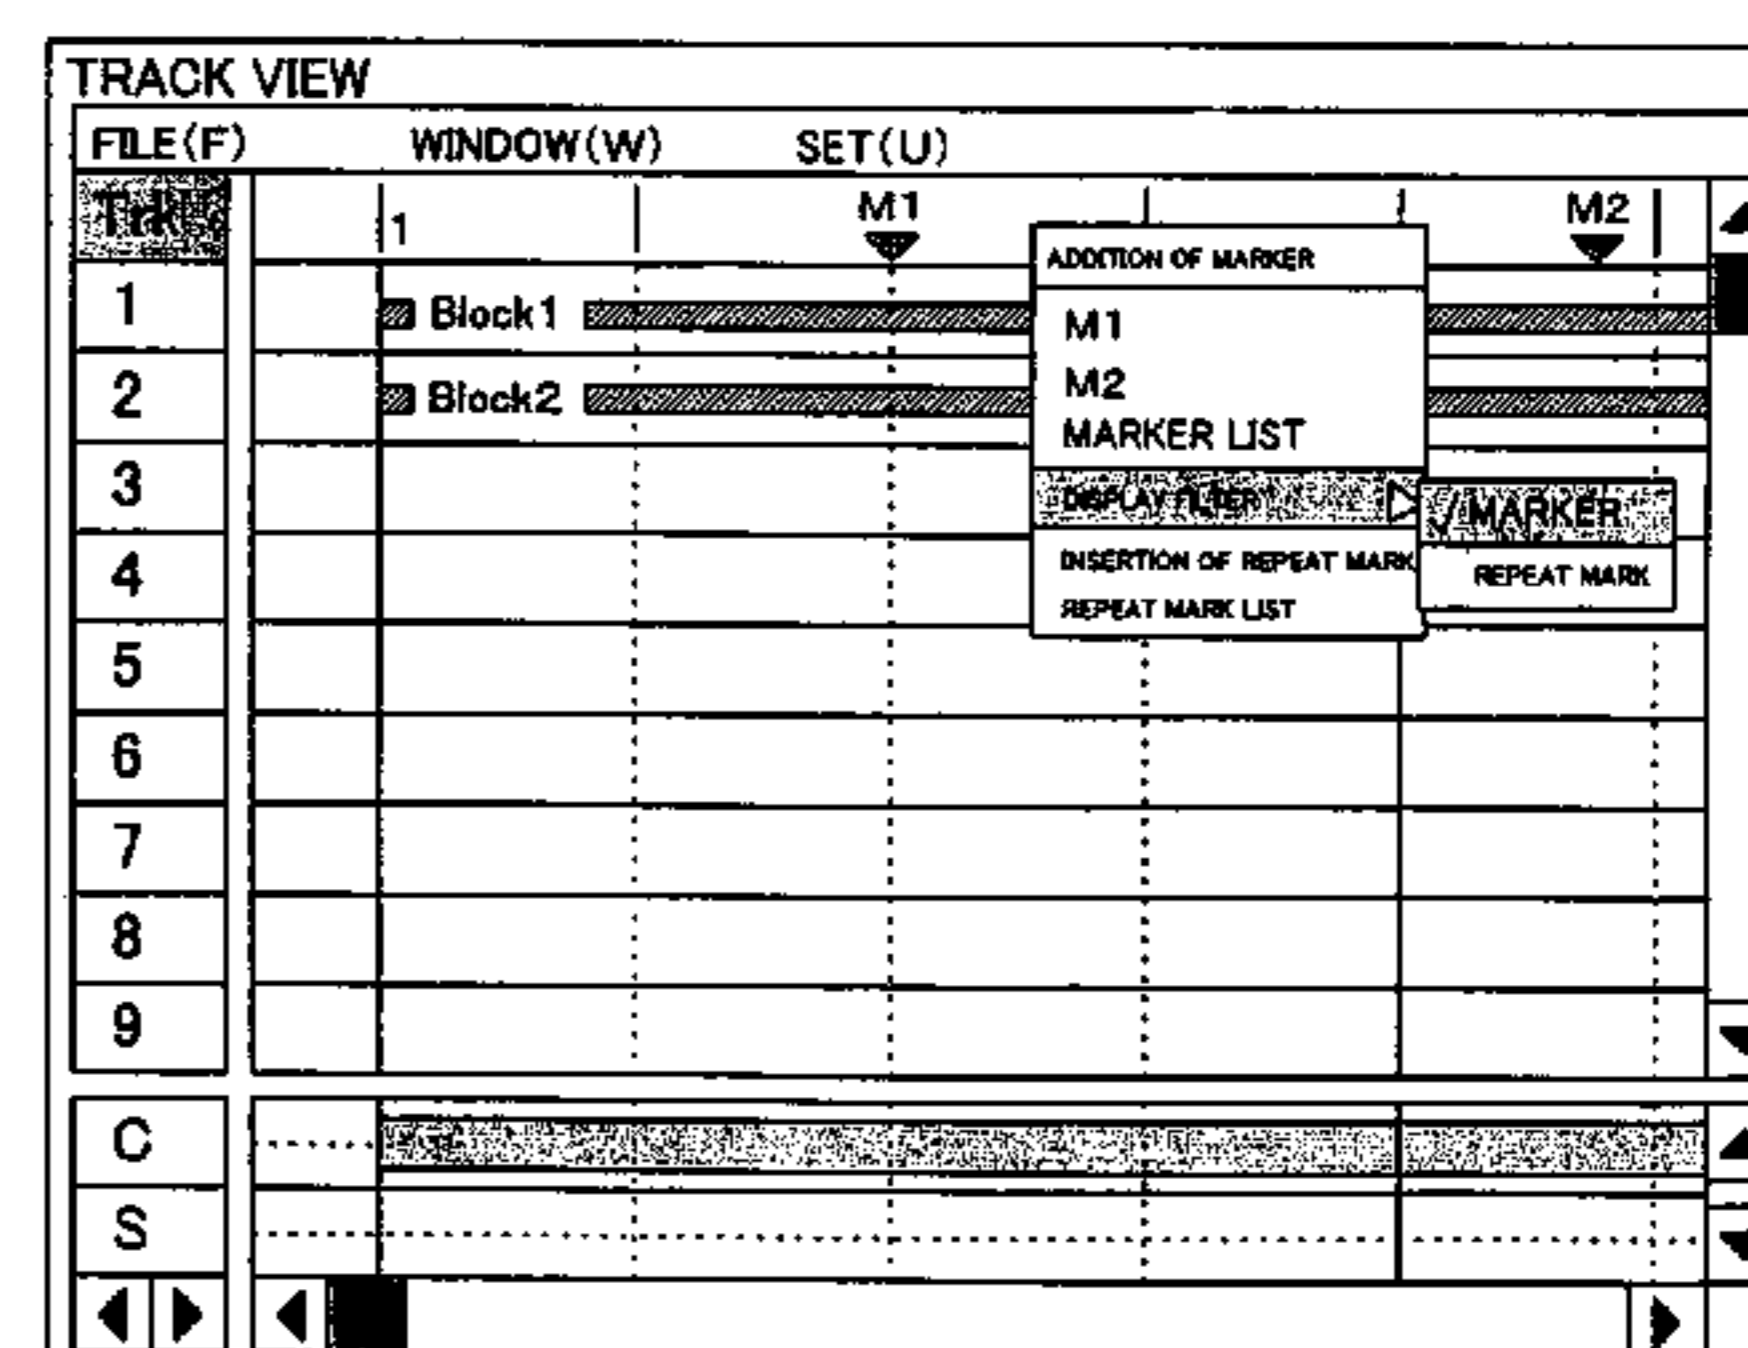 TRACK VIEW
FILE(F) WINDOW(W) SET(U)
Trk
1 M1 M2
ADDITION OF MARKER
1 Block1
M1
2 Block2
M2
MARKER LIST
3
DISPLAY FILTER
✓ MARKER
4
INSERTION OF REPEAT MARK
REPEAT MARK
REPEAT MARK LIST
5
6
7
8
9
C
S